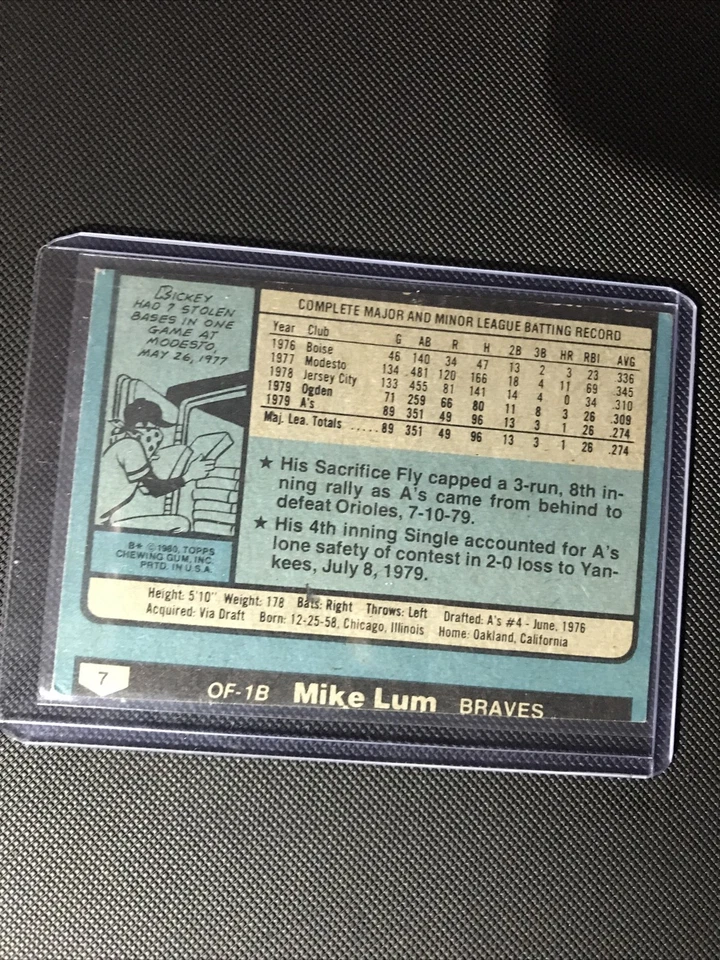 RICKEY
HAD 7 STOLEN
BASES IN ONE
GAME AT
MODESTO,
MAY 26, 1977
B* © 1980, TOPPS
CHEWING GUM, INC.
PRTD. IN U.S.A.
COMPLETE MAJOR AND MINOR LEAGUE BATTING RECORD
Year Club G AB R H 2B 3B HR RBI AVG
1976 Boise 46 140 34 47 13 2 3 23 .336
1977 Modesto 134 481 120 166 18 4 11 69 .345
1978 Jersey City 133 455 81 141 14 4 0 34 .310
1979 Ogden 71 259 66 80 11 8 3 26 .309
1979 A's 89 351 49 96 13 3 1 26 .274
Maj. Lea. Totals .....89 351 49 96 13 3 1 26 .274
★ His Sacrifice Fly capped a 3-run, 8th in-
ning rally as A's came from behind to
defeat Orioles, 7-10-79.
★ His 4th inning Single accounted for A's
lone safety of contest in 2-0 loss to Yan-
kees, July 8, 1979.
Height: 5'10" Weight: 178 Bats: Right Throws: Left Drafted: A's #4 - June, 1976
Acquired: Via Draft Born: 12-25-58, Chicago, Illinois Home: Oakland, California
7 OF-1B Mike Lum BRAVES